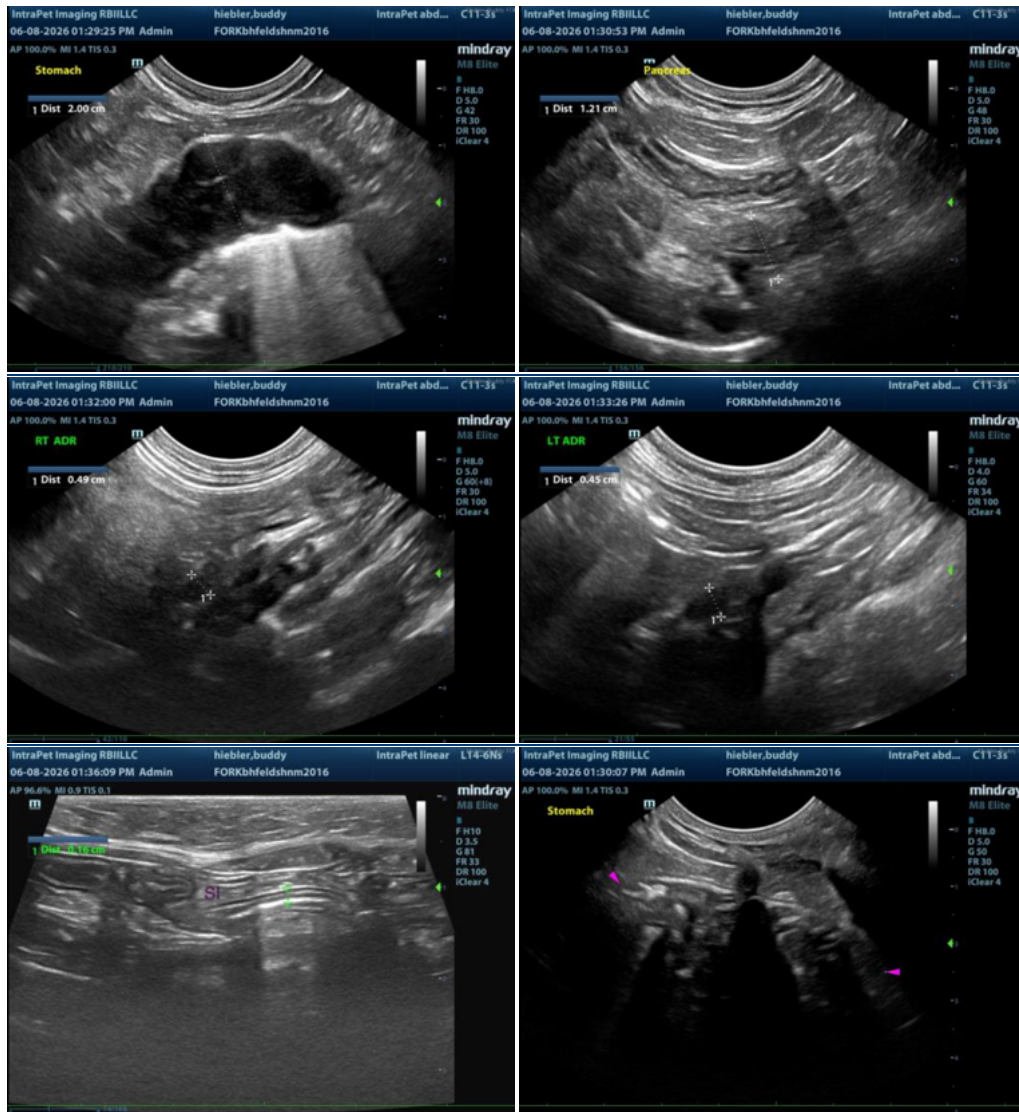 IntraPet Imaging RBIILLC hiebler,buddy IntraPet abd... C11-3s
06-08-2026 01:29:25 PM Admin FORKbhfeldshnm2016
AP 100.0% MI 1.4 TIS 0.3 mindray
M8 Elite
Stomach
1 Dist 2.00 cm
B
F H8.0
D 5.0
G 42
FR 30
DR 100
iClear 4
IntraPet Imaging RBIILLC hiebler,buddy IntraPet abd... C11-3s
06-08-2026 01:30:53 PM Admin FORKbhfeldshnm2016
AP 100.0% MI 1.4 TIS 0.3 mindray
M8 Elite
Pancreas
1 Dist 1.21 cm
B
F H8.0
D 5.0
G 48
FR 30
DR 100
iClear 4
1
IntraPet Imaging RBIILLC hiebler,buddy IntraPet abd... C11-3s
06-08-2026 01:32:00 PM Admin FORKbhfeldshnm2016
AP 100.0% MI 1.4 TIS 0.3 mindray
M8 Elite
RT ADR
1 Dist 0.49 cm
B
F H8.0
D 5.0
G 60(+8)
FR 30
DR 100
iClear 4
1
IntraPet Imaging RBIILLC hiebler,buddy IntraPet abd... C11-3s
06-08-2026 01:33:26 PM Admin FORKbhfeldshnm2016
AP 100.0% MI 1.4 TIS 0.3 mindray
M8 Elite
LT ADR
1 Dist 0.45 cm
B
F H8.0
D 4.0
G 60
FR 34
DR 100
iClear 4
1
IntraPet Imaging RBIILLC hiebler,buddy IntraPet linear L14-6Ns
06-08-2026 01:36:09 PM Admin FORKbhfeldshnm2016
AP 96.6% MI 0.9 TIS 0.1 mindray
M8 Elite
1 Dist 0.16 cm
B
F H10
D 3.5
G 81
FR 33
DR 100
iClear 4
SI
IntraPet Imaging RBIILLC hiebler,buddy IntraPet abd... C11-3s
06-08-2026 01:30:07 PM Admin FORKbhfeldshnm2016
AP 100.0% MI 1.4 TIS 0.3 mindray
M8 Elite
Stomach
B
F H8.0
D 5.0
G 50
FR 30
DR 100
iClear 4